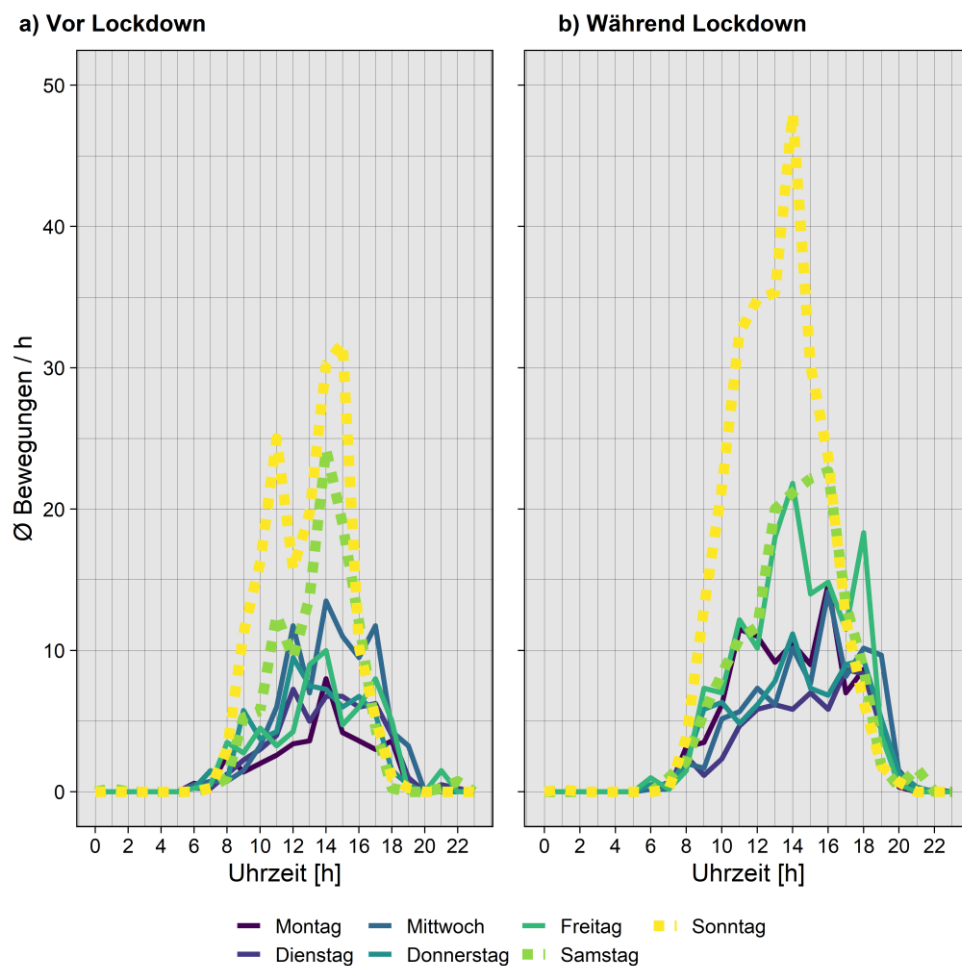 a) Vor Lockdown
b) Während Lockdown
50
40
30
20
10
0
Ø Bewegungen / h
0 2 4 6 8 10 12 14 16 18 20 22
0 2 4 6 8 10 12 14 16 18 20 22
Uhrzeit [h]
Uhrzeit [h]
Montag Mittwoch Freitag Sonntag
Dienstag Donnerstag Samstag